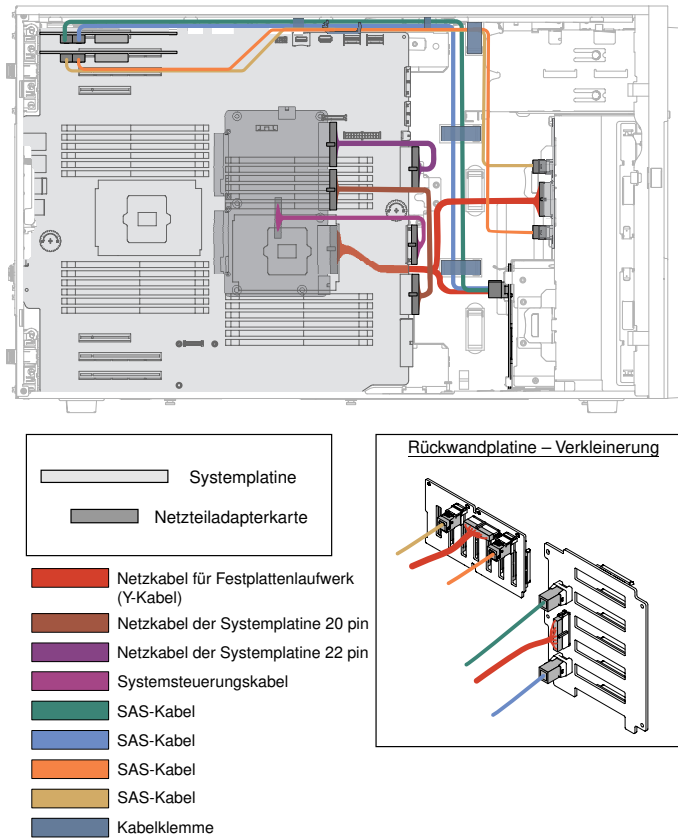 Systemplatine
Netzteiladapterkarte
Netzkabel für Festplattenlaufwerk
(Y-Kabel)
Netzkabel der Systemplatine 20 pin
Netzkabel der Systemplatine 22 pin
Systemsteuerungskabel
SAS-Kabel
SAS-Kabel
SAS-Kabel
SAS-Kabel
Kabelklemme
Rückwandplatine – Verkleinerung